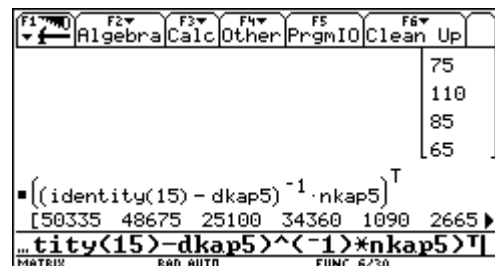 F1 F2 Algebra F3 Calc F4 Other F5 PrgmIO F6 Clean Up
75
110
85
65
((identity(15) - dkap5)⁻¹·nkap5)ᵀ
[50335 48675 25100 34360 1090 2665
…tity(15)-dkap5)^(⁻1)*nkap5)ᵀ
MATRIX RAD AUTO FUNC 6/30